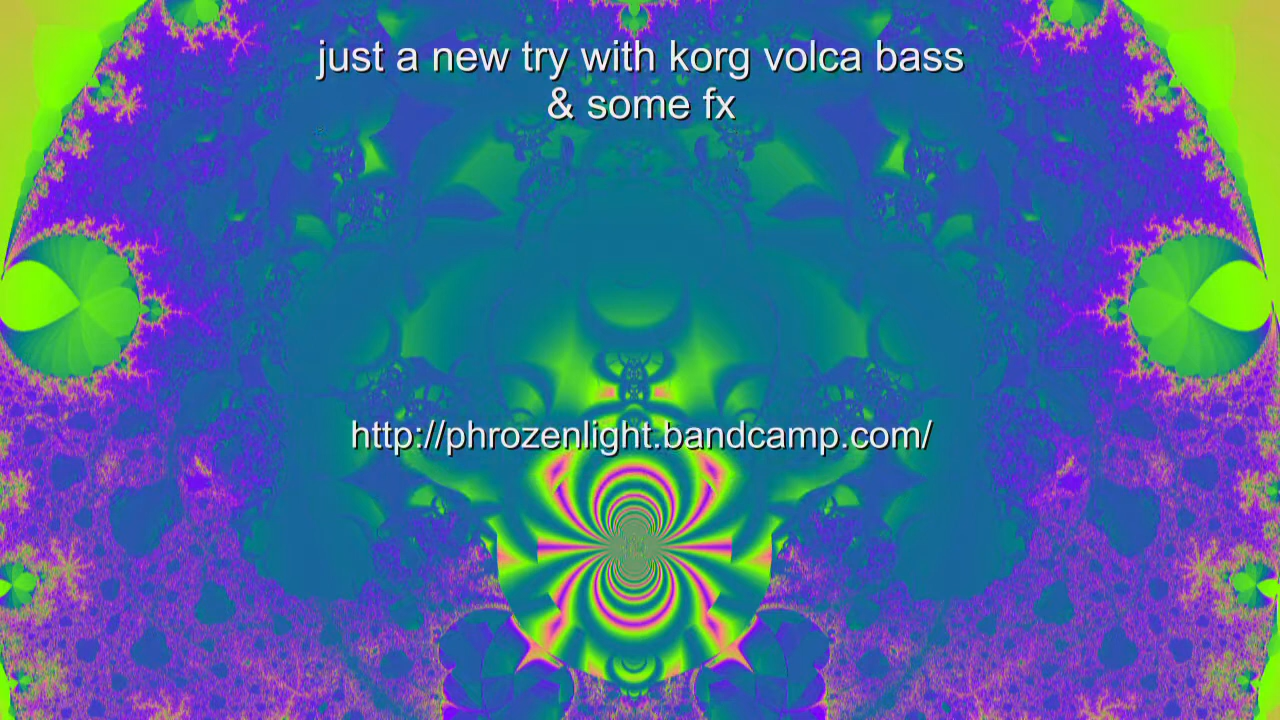 just a new try with korg volca bass
& some fx
http://phrozenlight.bandcamp.com/